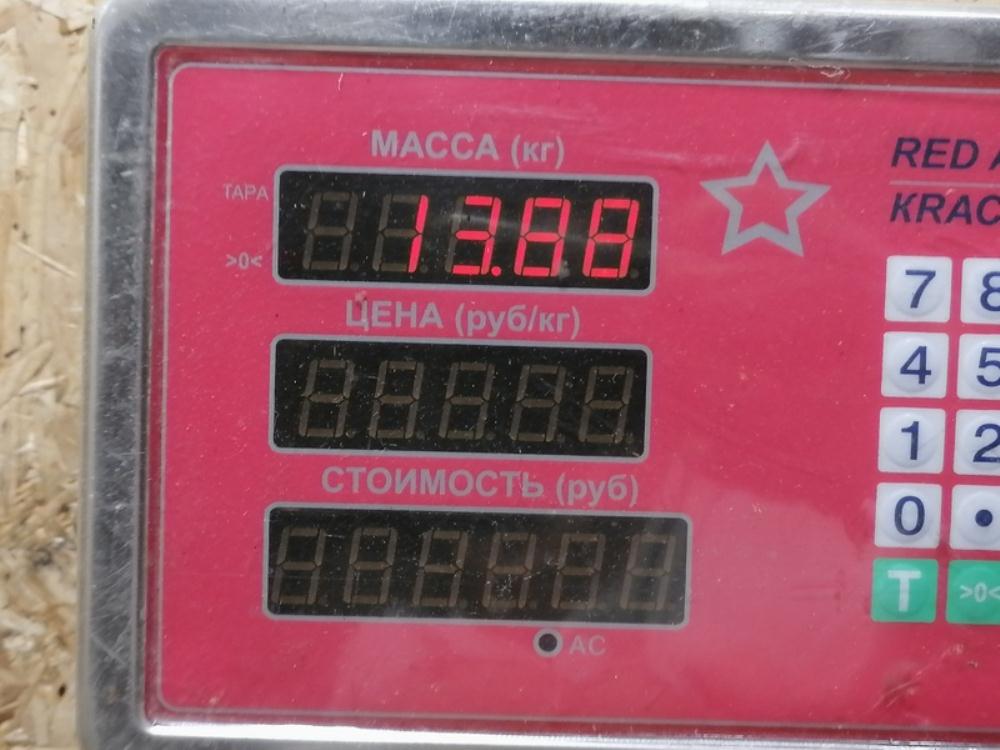 МАССА (кг)
ТАРА
13.88
>0<
ЦЕНА (руб/кг)
СТОИМОСТЬ (руб)
AC
RED
KRAC
7 8
4 5
1 2
0 •
T >0<